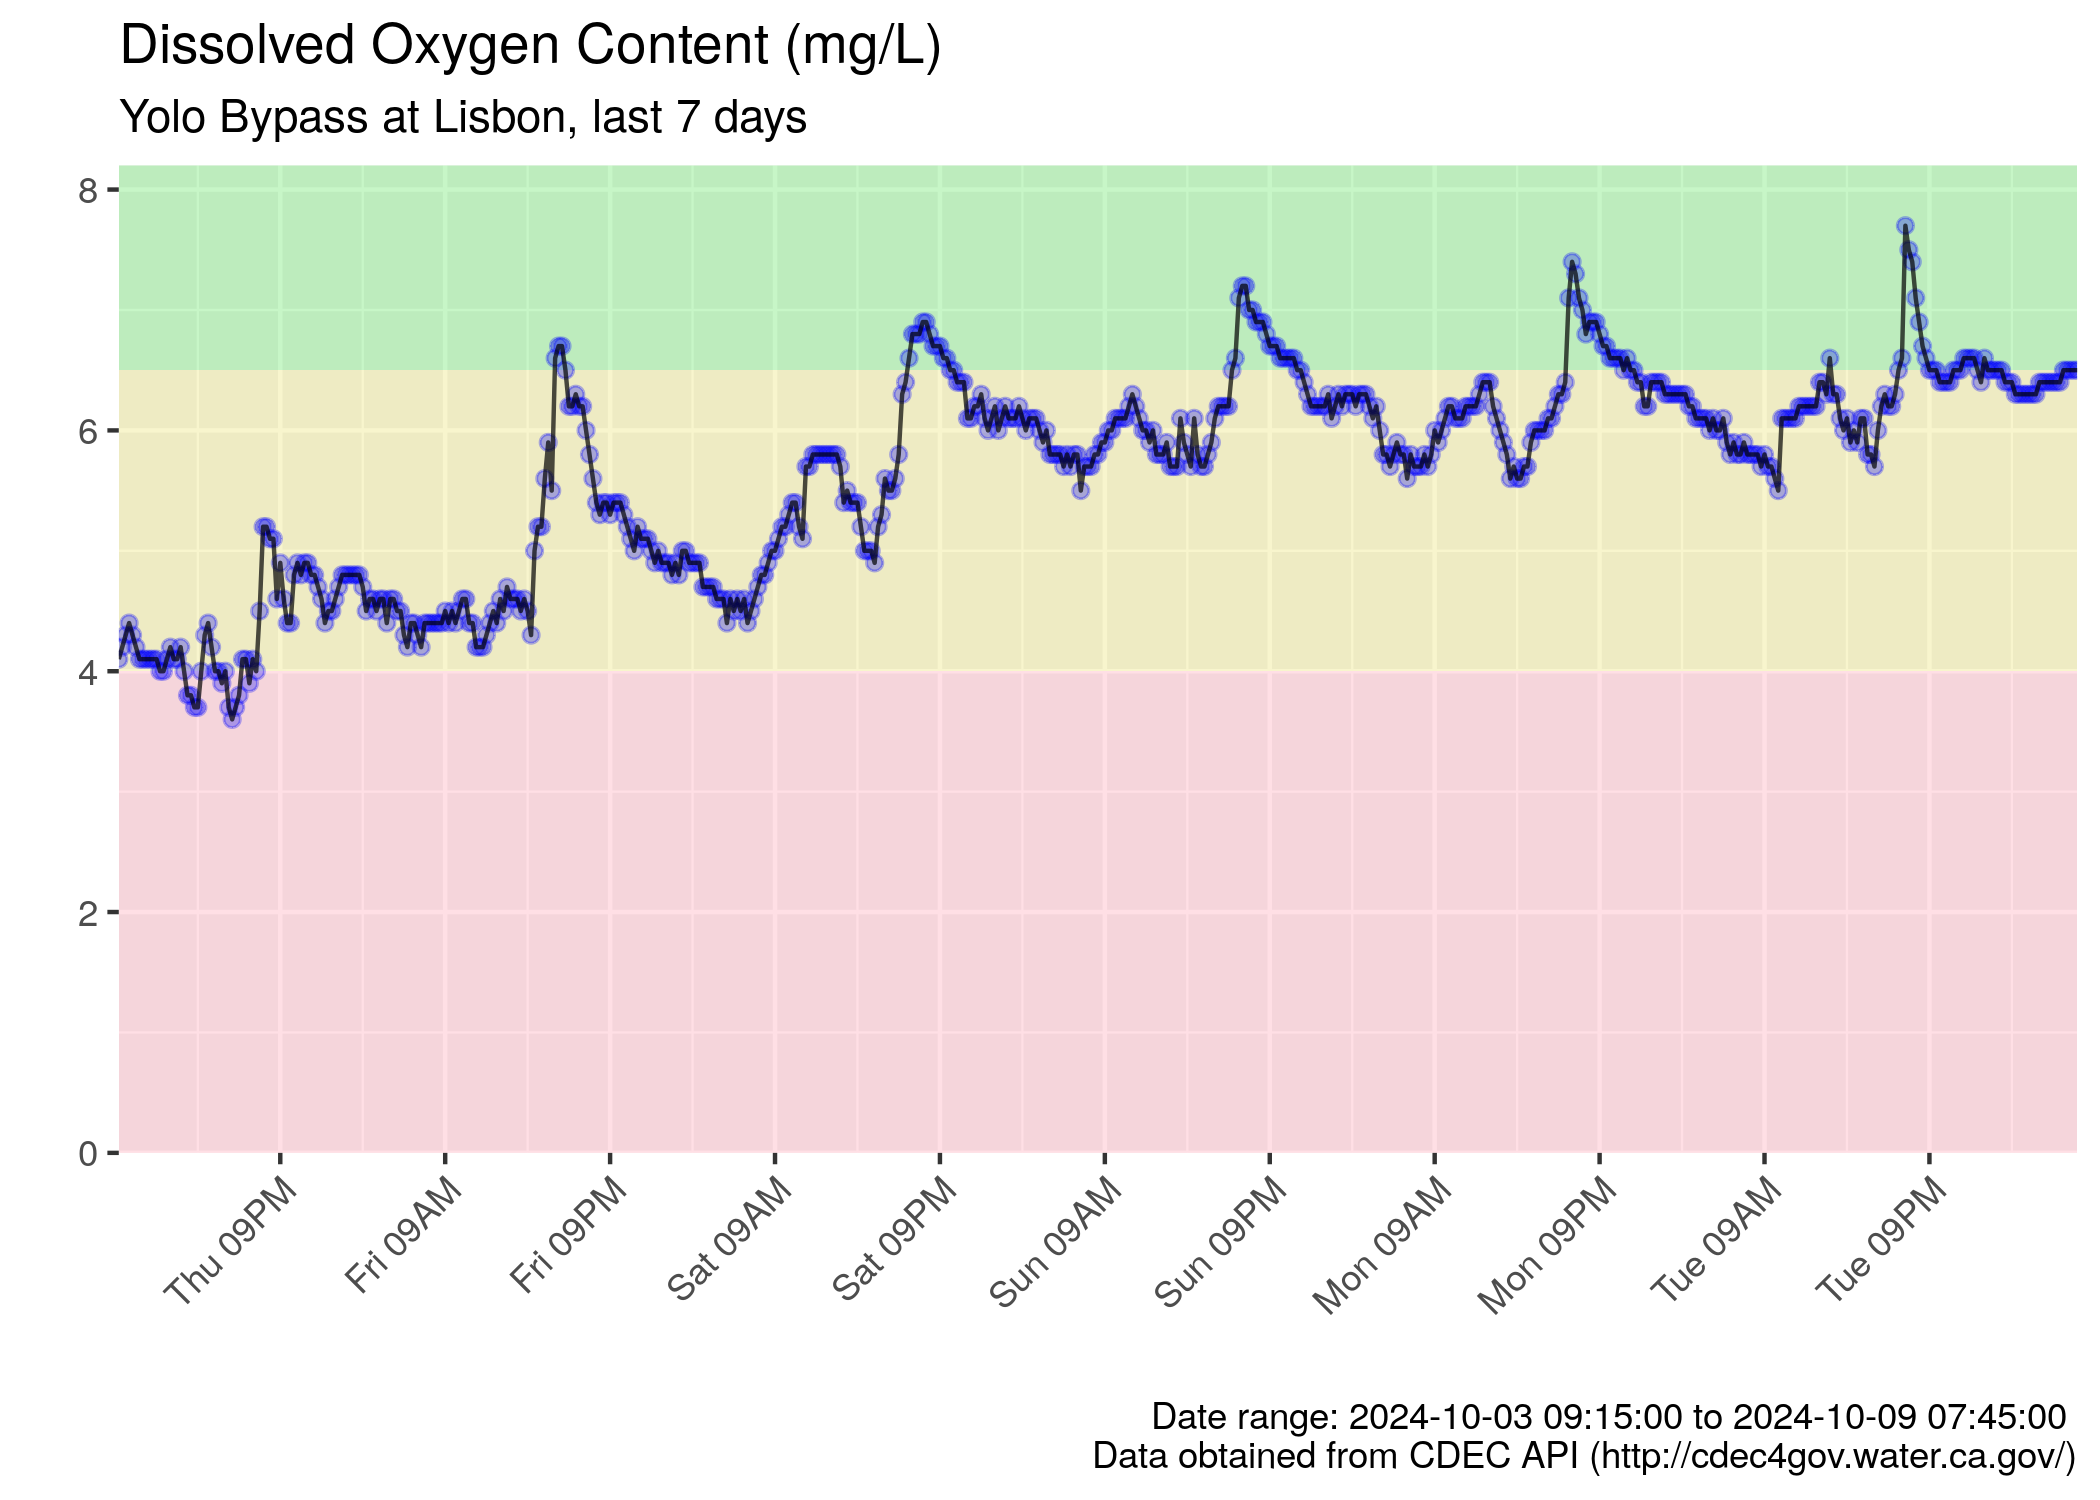 Dissolved Oxygen Content (mg/L)
Yolo Bypass at Lisbon, last 7 days
8
6
4
2
0
Thu 09PM
Fri 09AM
Fri 09PM
Sat 09AM
Sat 09PM
Sun 09AM
Sun 09PM
Mon 09AM
Mon 09PM
Tue 09AM
Tue 09PM
Date range: 2024-10-03 09:15:00 to 2024-10-09 07:45:00
Data obtained from CDEC API (http://cdec4gov.water.ca.gov/)